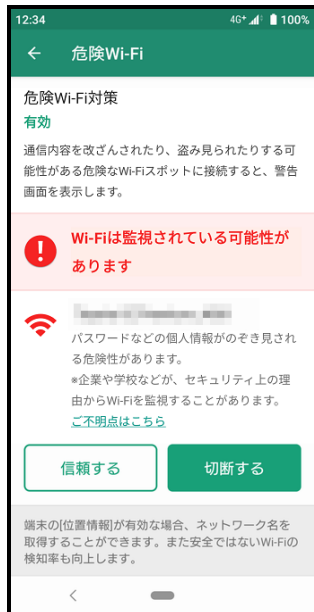 12:34 4G+ 100%
危険Wi-Fi
危険Wi-Fi対策
有効
通信内容を改ざんされたり、盗み見られたりする可
能性がある危険なWi-Fiスポットに接続すると、警告
画面を表示します。
Wi-Fiは監視されている可能性が
あります
パスワードなどの個人情報がのぞき見され
る危険性があります。
※企業や学校などが、セキュリティ上の理
由からWi-Fiを監視することがあります。
ご不明点はこちら
信頼する 切断する
端末の[位置情報]が有効な場合、ネットワーク名を
取得することができます。また安全ではないWi-Fiの
検知率も向上します。